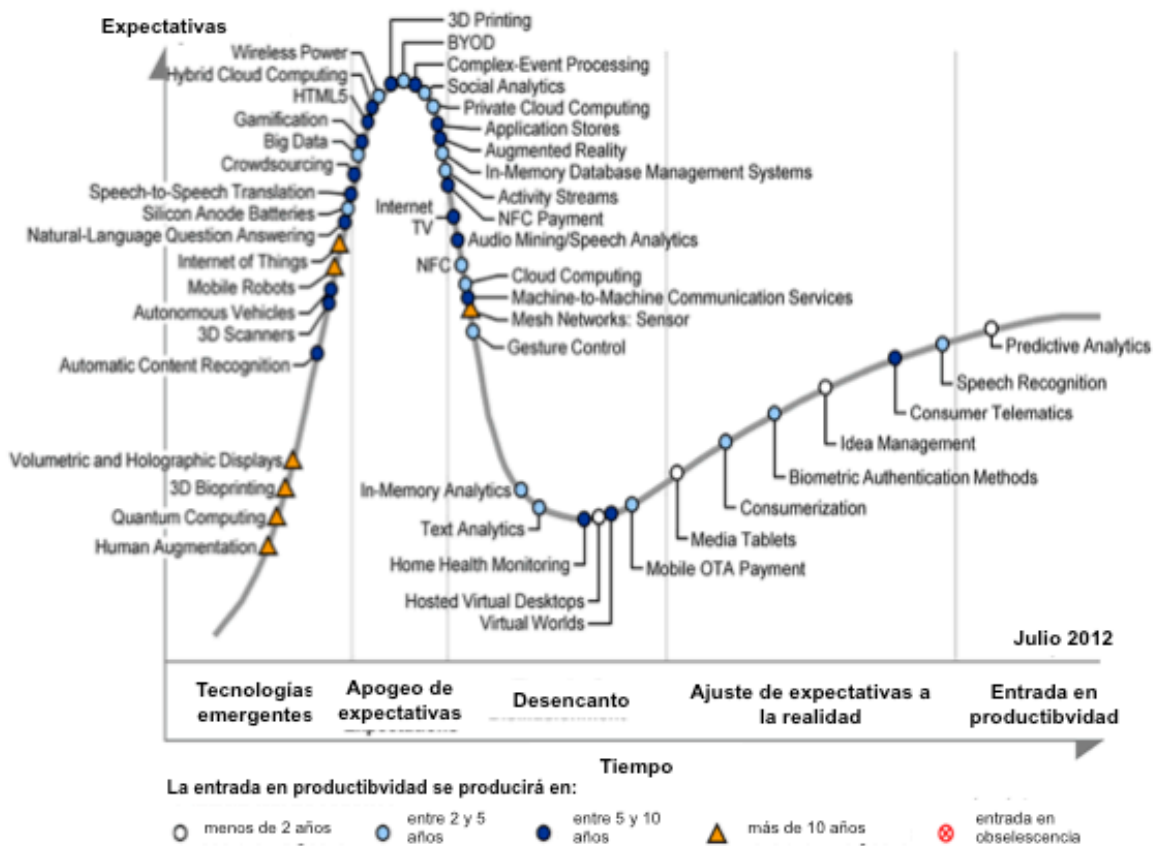 Expectativas
3D Printing
BYOD
Wireless Power
Complex-Event Processing
Hybrid Cloud Computing
Social Analytics
HTML5
Private Cloud Computing
Gamification
Application Stores
Big Data
Augmented Reality
Crowdsourcing
In-Memory Database Management Systems
Speech-to-Speech Translation
Activity Streams
Silicon Anode Batteries
Internet
TV
NFC Payment
Natural-Language Question Answering
Audio Mining/Speech Analytics
Internet of Things
NFC
Cloud Computing
Mobile Robots
Machine-to-Machine Communication Services
Autonomous Vehicles
Mesh Networks: Sensor
3D Scanners
Gesture Control
Automatic Content Recognition
Predictive Analytics
Speech Recognition
Consumer Telematics
Idea Management
Biometric Authentication Methods
Volumetric and Holographic Displays
3D Bioprinting
In-Memory Analytics
Consumerization
Quantum Computing
Text Analytics
Media Tablets
Human Augmentation
Home Health Monitoring
Mobile OTA Payment
Hosted Virtual Desktops
Virtual Worlds
Julio 2012
Tecnologías
emergentes
Apogeo de
expectativas
Desencanto
Ajuste de expectativas a
la realidad
Entrada en
productibvidad
Tiempo
La entrada en productibvidad se producirá en:
menos de 2 años
entre 2 y 5
años
entre 5 y 10
años
más de 10 años
entrada en
obselescencia